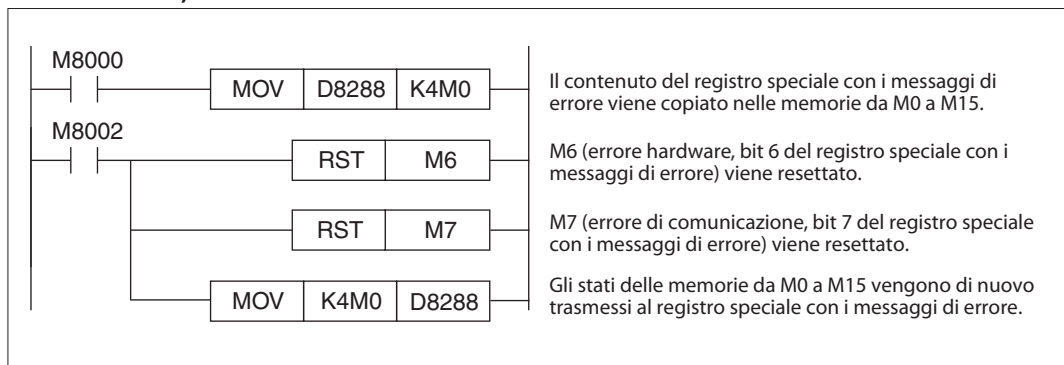 M8000
MOV D8288 K4M0
Il contenuto del registro speciale con i messaggi di
errore viene copiato nelle memorie da M0 a M15.
M8002
RST M6
M6 (errore hardware, bit 6 del registro speciale con i
messaggi di errore) viene resettato.
RST M7
M7 (errore di comunicazione, bit 7 del registro speciale
con i messaggi di errore) viene resettato.
MOV K4M0 D8288
Gli stati delle memorie da M0 a M15 vengono di nuovo
trasmessi al registro speciale con i messaggi di errore.